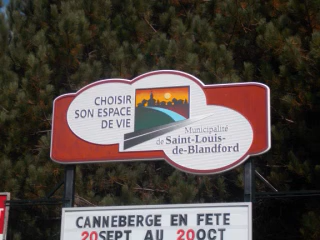 CHOISIR
SON ESPACE
DE VIE
Municipalité
de Saint-Louis-
de-Blandford
CANNEBERGE EN FETE
20SEPT AU 20OCT